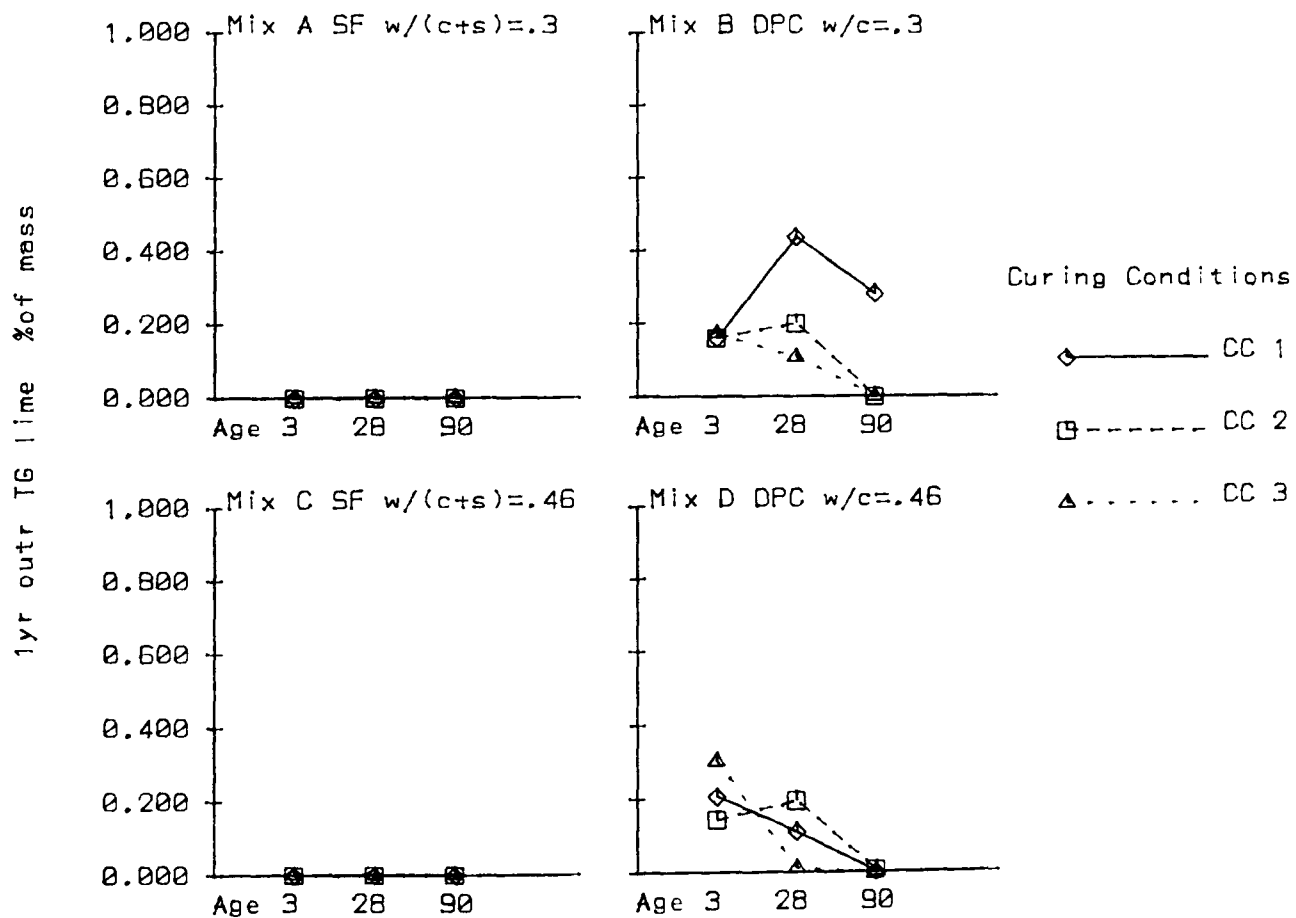 1yr outr TG lime %of mass
Mix A SF w/(c+s)=.3
1.000
0.800
0.600
0.400
0.200
0.000
Age 3 28 90
Mix B OPC w/c=.3
Age 3 28 90
Mix C SF w/(c+s)=.46
1.000
0.800
0.600
0.400
0.200
0.000
Age 3 28 90
Mix D OPC w/c=.46
Age 3 28 90
Curing Conditions
CC 1
CC 2
CC 3